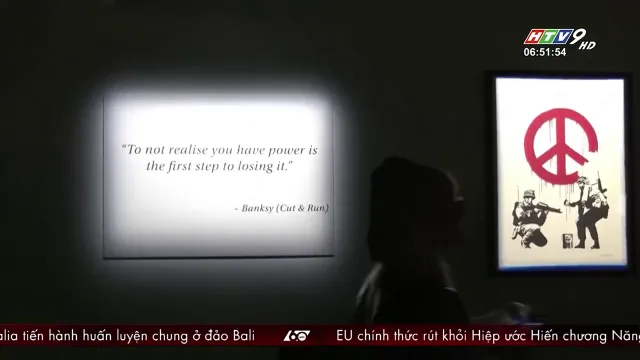 HTV9 HD
06:51:54
"To not realise you have power is
the first step to losing it."
- Banksy (Cut & Run)
alia tiến hành huấn luyện chung ở đảo Bali 60 EU chính thức rút khỏi Hiệp ước Hiến chương Năng